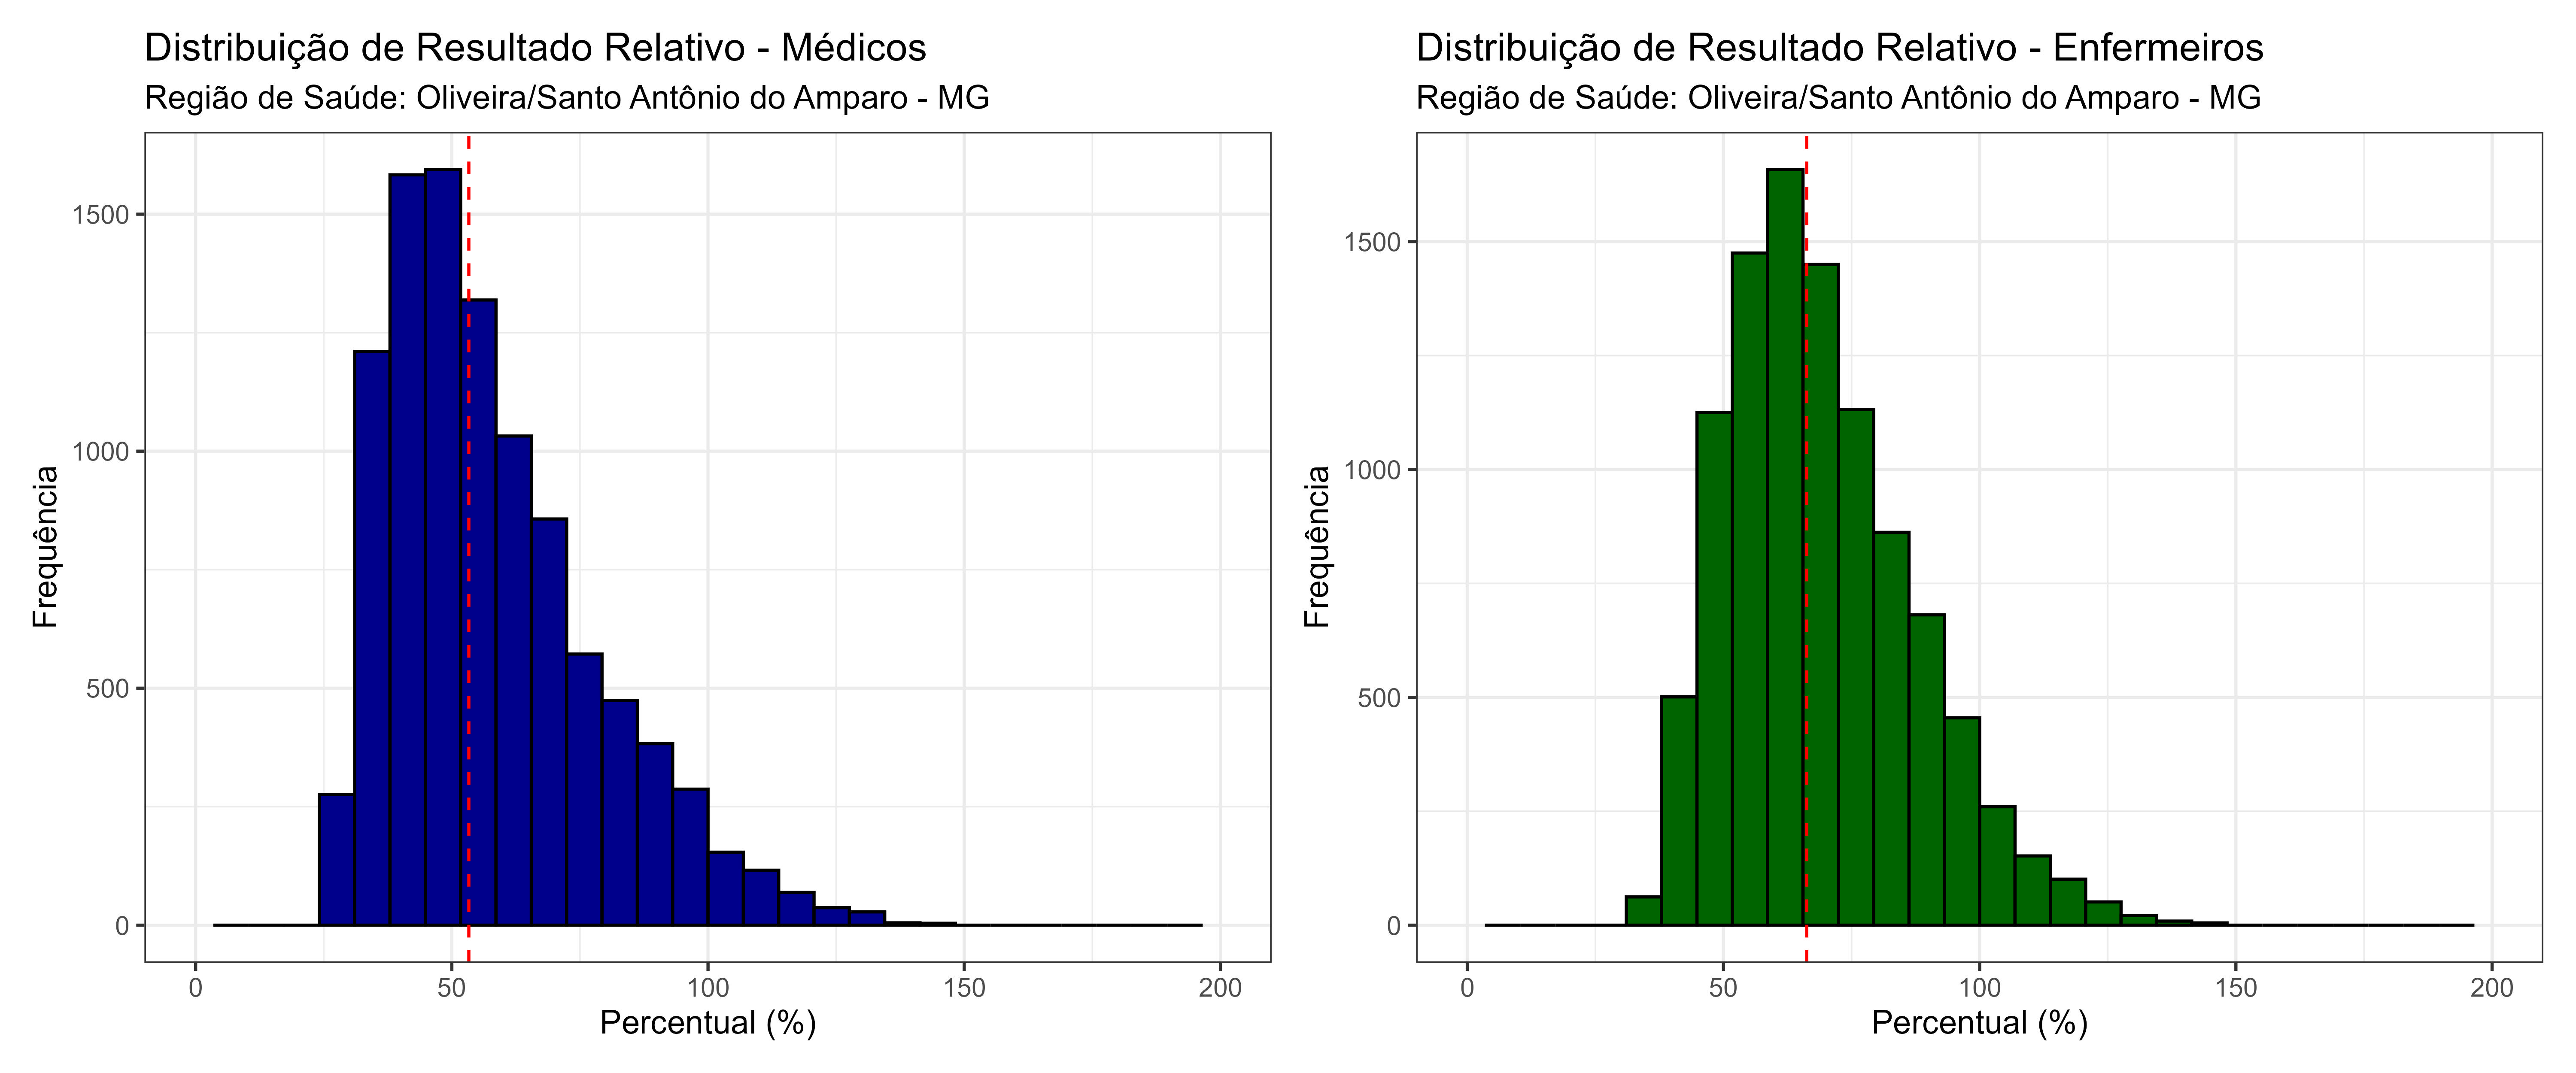 Distribuição de Resultado Relativo - Médicos
Região de Saúde: Oliveira/Santo Antônio do Amparo - MG
Frequência
1500
1000
500
0
0 50 100 150 200
Percentual (%)
Distribuição de Resultado Relativo - Enfermeiros
Região de Saúde: Oliveira/Santo Antônio do Amparo - MG
Frequência
1500
1000
500
0
0 50 100 150 200
Percentual (%)